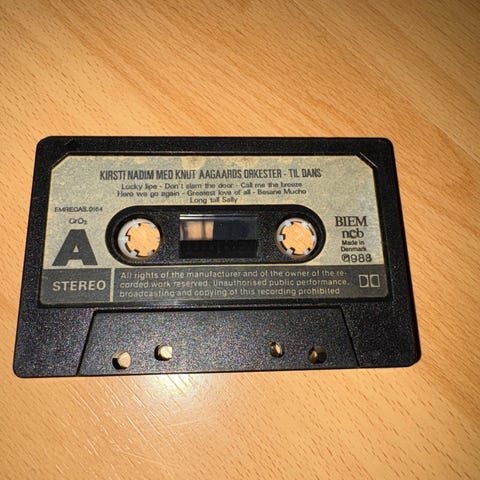 KIRSTI NADIM MED KNUT AAGAARDS ORKESTER - TIL DANS
Lucky lips - Don't slam the door - Call me the breeze
Here we go again - Greatest love of all - Besame Mucho
Long tall Sally
EMREGAS.0164
CrO₂
A
STEREO
BIEM
ncb
Made in
Denmark
℗1988
All rights of the manufacturer and of the owner of the re-
corded work reserved. Unauthorised public performance,
broadcasting and copying of this recording prohibited